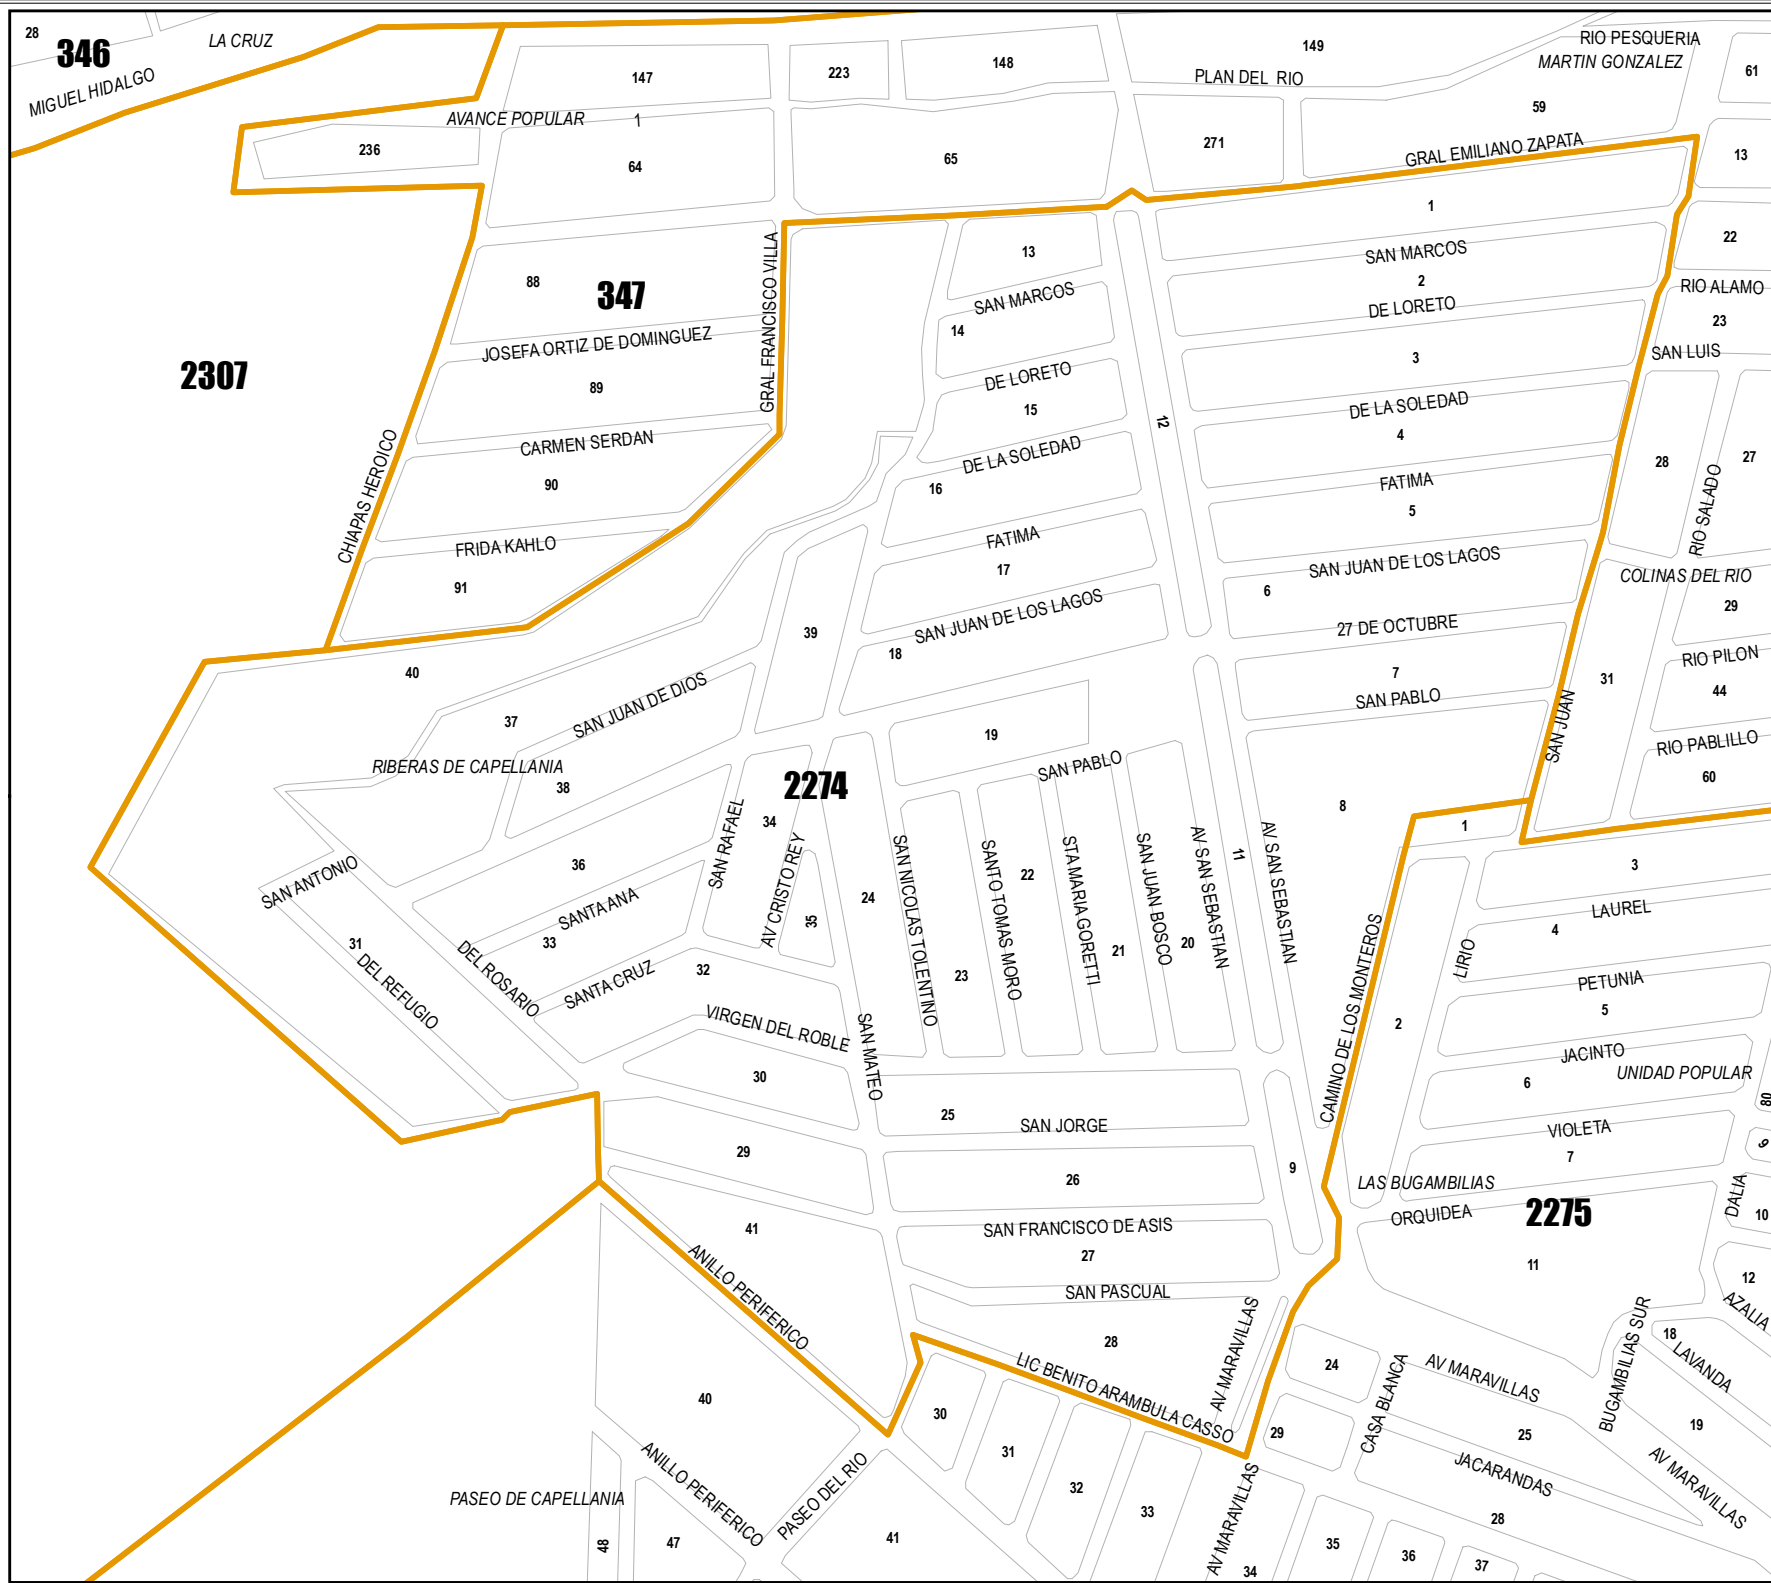 28
346
LA CRUZ
MIGUEL HIDALGO
147
223
148
149
RIO PESQUERIA
MARTIN GONZALEZ
61
PLAN DEL RIO
59
AVANCE POPULAR
1
236
64
65
271
GRAL EMILIANO ZAPATA
13
1
22
88
347
GRAL FRANCISCO VILLA
13
SAN MARCOS
SAN MARCOS
2
RIO ALAMO
DE LORETO
14
23
JOSEFA ORTIZ DE DOMINGUEZ
2307
3
SAN LUIS
DE LORETO
89
15
12
DE LA SOLEDAD
4
CARMEN SERDAN
DE LA SOLEDAD
28
27
CHIAPAS HEROICO
90
16
FATIMA
5
RIO SALADO
FRIDA KAHLO
FATIMA
17
SAN JUAN DE LOS LAGOS
COLINAS DEL RIO
91
6
29
SAN JUAN DE LOS LAGOS
39
27 DE OCTUBRE
18
RIO PILON
40
7
31
44
SAN PABLO
SAN JUAN DE DIOS
37
19
SAN JUAN
RIO PABLILLO
RIBERAS DE CAPELLANIA
SAN PABLO
60
38
2274
8
34
SAN RAFAEL
1
36
AV CRISTO REY
SAN NICOLAS TOLENTINO
SANTO TOMAS MORO
22
STA MARIA GORETTI
SAN JUAN BOSCO
AV SAN SEBASTIAN
11
AV SAN SEBASTIAN
3
SAN ANTONIO
24
SANTA ANA
35
LAUREL
4
31
33
DEL REFUGIO
DEL ROSARIO
SANTA CRUZ
32
23
21
20
CAMINO DE LOS MONTEROS
LIRIO
PETUNIA
5
2
VIRGEN DEL ROBLE
SAN MATEO
JACINTO
30
6
UNIDAD POPULAR
80
25
SAN JORGE
VIOLETA
9
29
7
26
9
LAS BUGAMBILIAS
ORQUIDEA
2275
DALIA
10
41
SAN FRANCISCO DE ASIS
27
11
ANILLO PERIFERICO
SAN PASCUAL
12
AZALIA
28
AV MARAVILLAS
BUGAMBILIAS SUR
18
LAVANDA
LIC BENITO ARAMBULA CASSO
24
CASA BLANCA
AV MARAVILLAS
40
30
29
25
19
31
ANILLO PERIFERICO
PASEO DEL RIO
32
JACARANDAS
AV MARAVILLAS
PASEO DE CAPELLANIA
33
AV MARAVILLAS
28
48
47
41
35
36
37
34